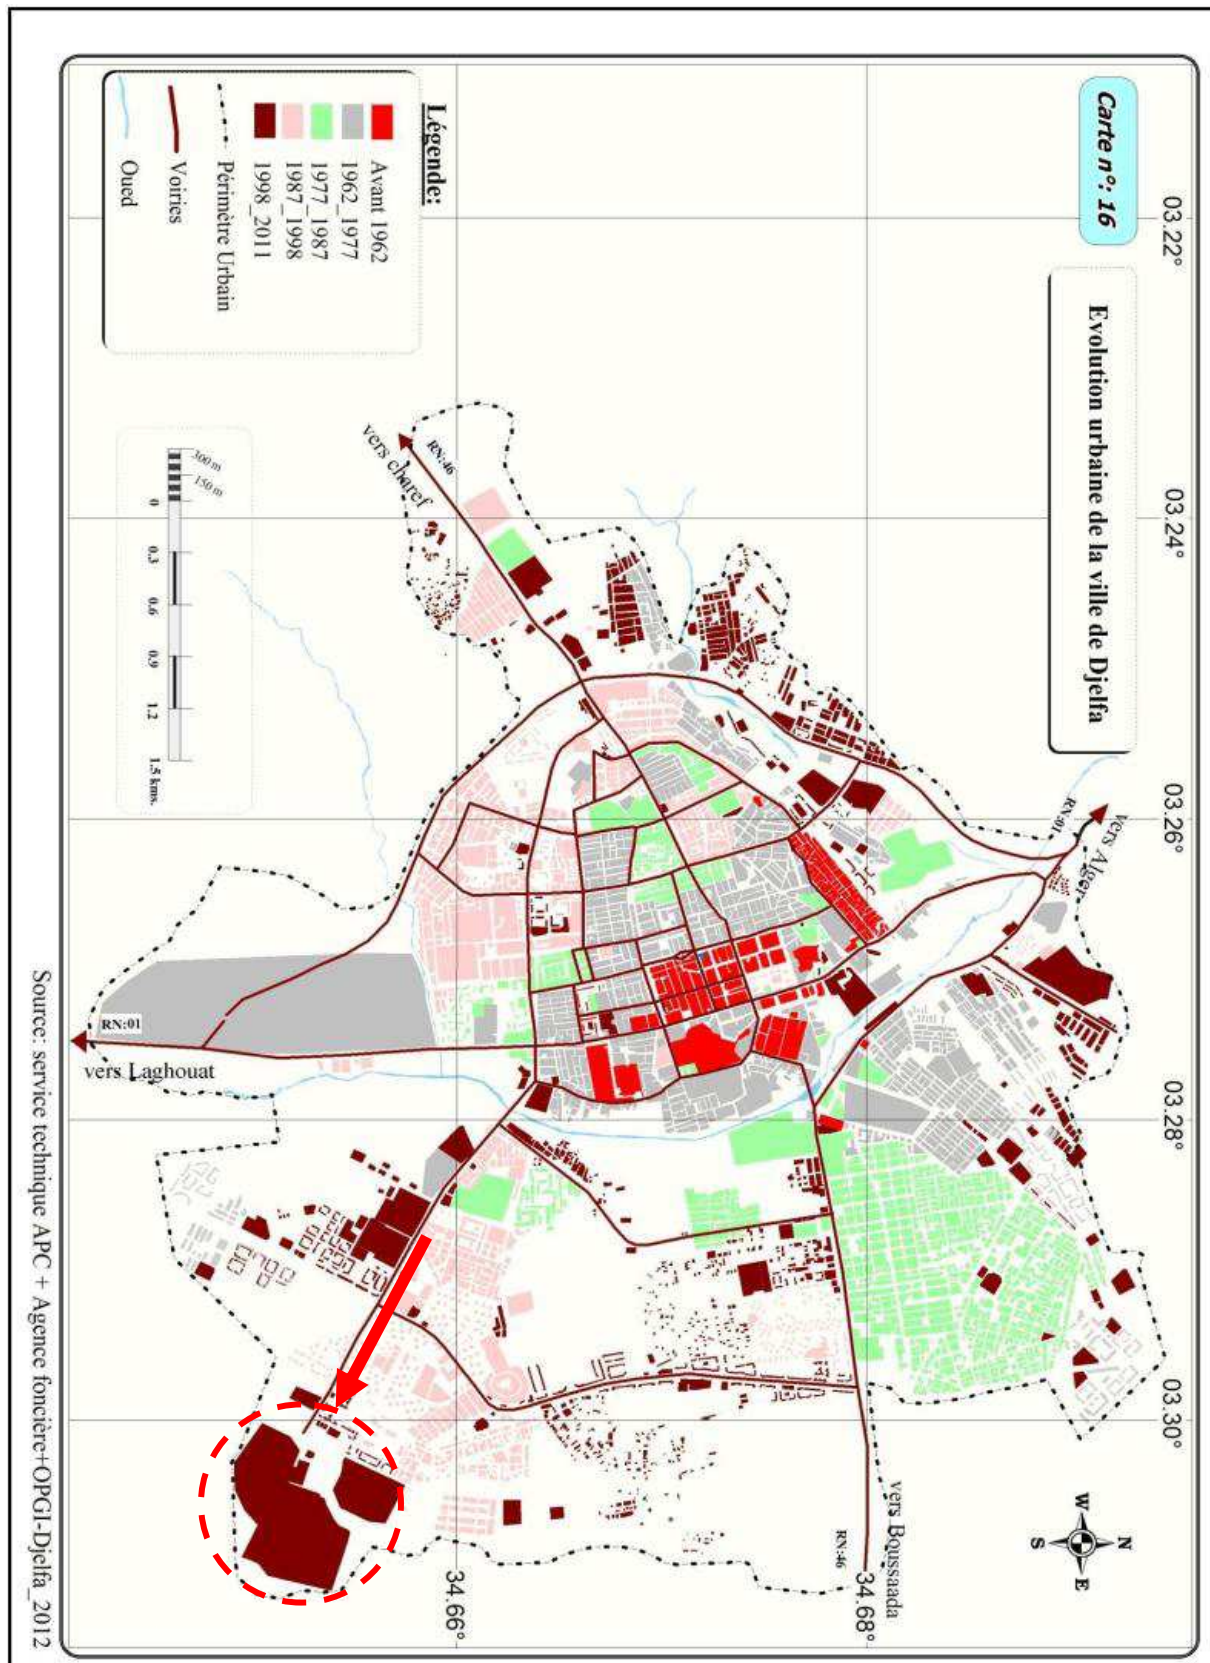 Carte n°: 16
Evolution urbaine de la ville de Djelfa
03.22°
03.24°
03.26°
03.28°
03.30°
34.68°
34.66°
N
W
E
S
vers Alger
RN:01
vers Boussaada
RN:46
vers charef
RN:46
RN:01
vers Laghouat
Légende:
Avant 1962
1962_1977
1977_1987
1987_1998
1998_2011
Périmètre Urbain
Voiries
Oued
300 m
150 m
0
0.3
0.6
0.9
1.2
1.5 kms.
Source: service technique APC + Agence foncière+OPGI-Djelfa_2012